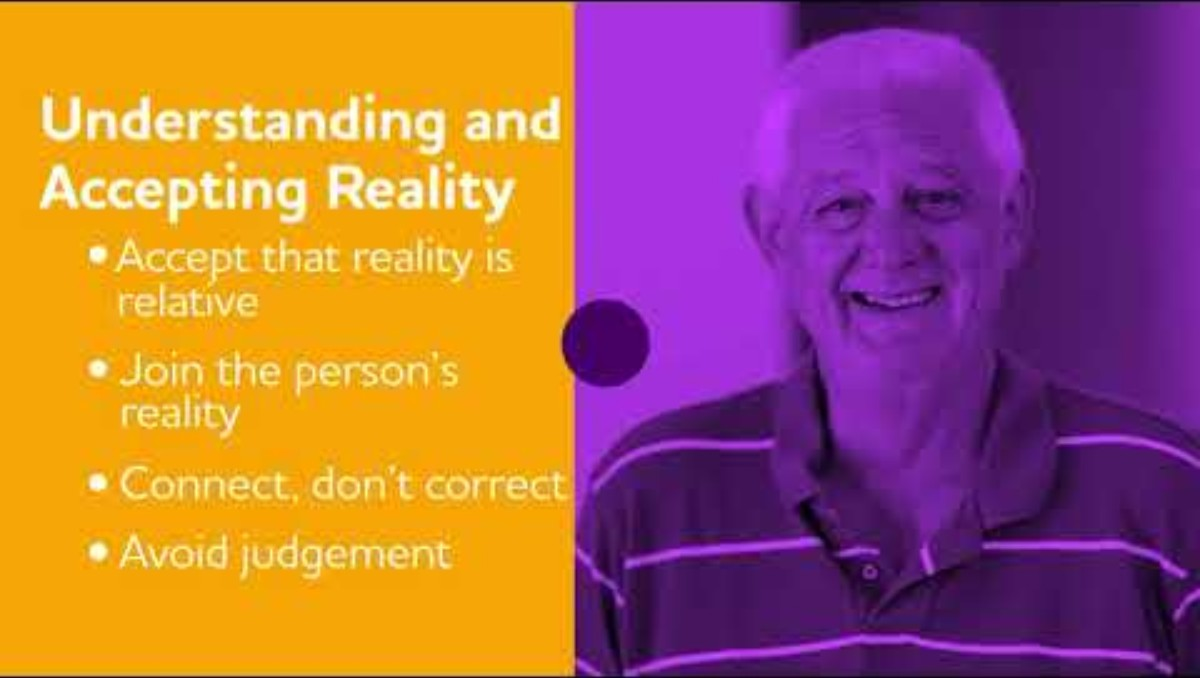 Understanding and
Accepting Reality
• Accept that reality is
relative
• Join the person's
reality
• Connect, don't correct
• Avoid judgement